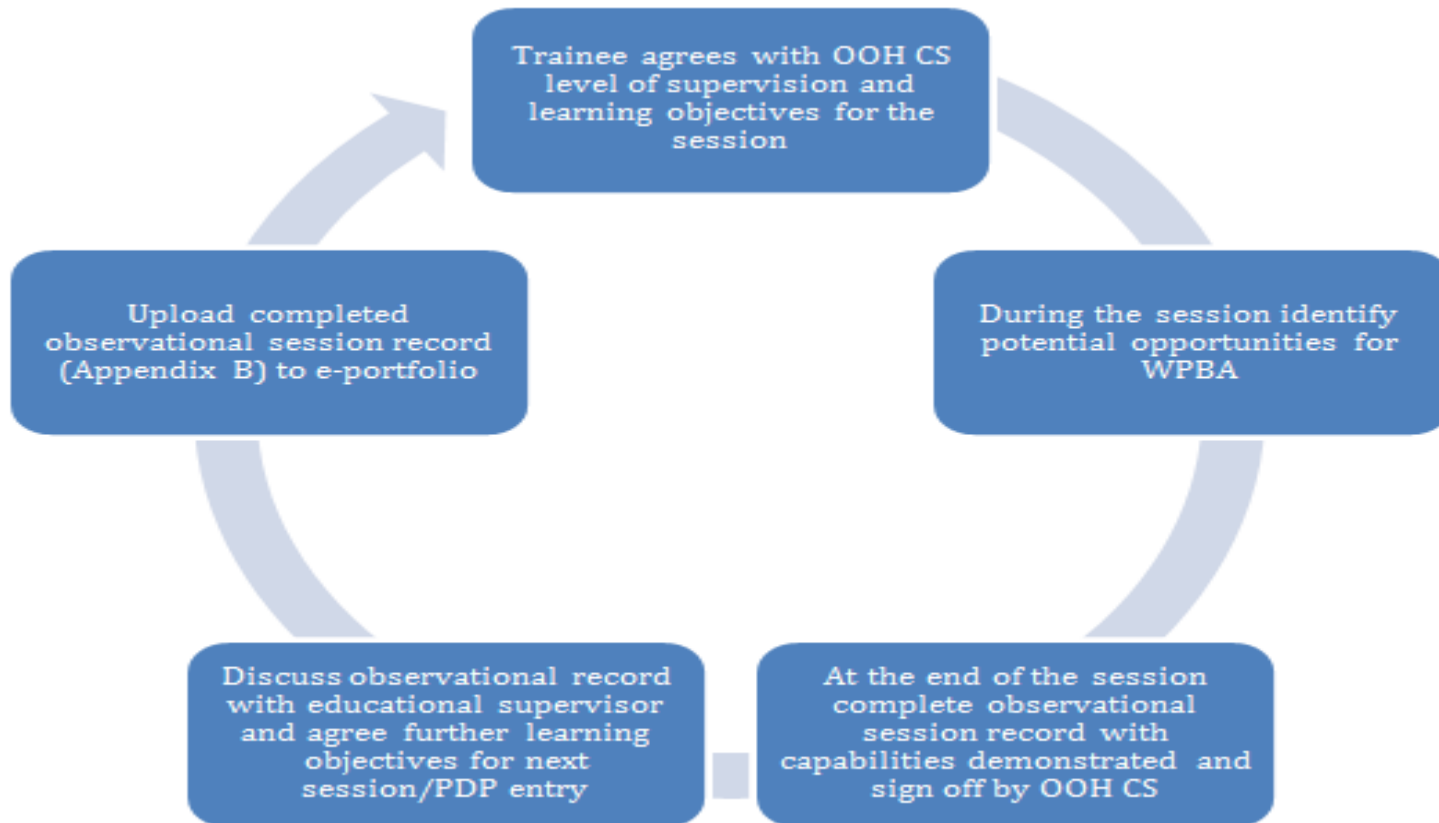 Trainee agrees with OOH CS
level of supervision and
learning objectives for the
session
During the session identify
potential opportunities for
WPBA
At the end of the session
complete observational
session record with
capabilities demonstrated and
sign off by OOH CS
Discuss observational record
with educational supervisor
and agree further learning
objectives for next
session/PDP entry
Upload completed
observational session record
(Appendix B) to e-portfolio